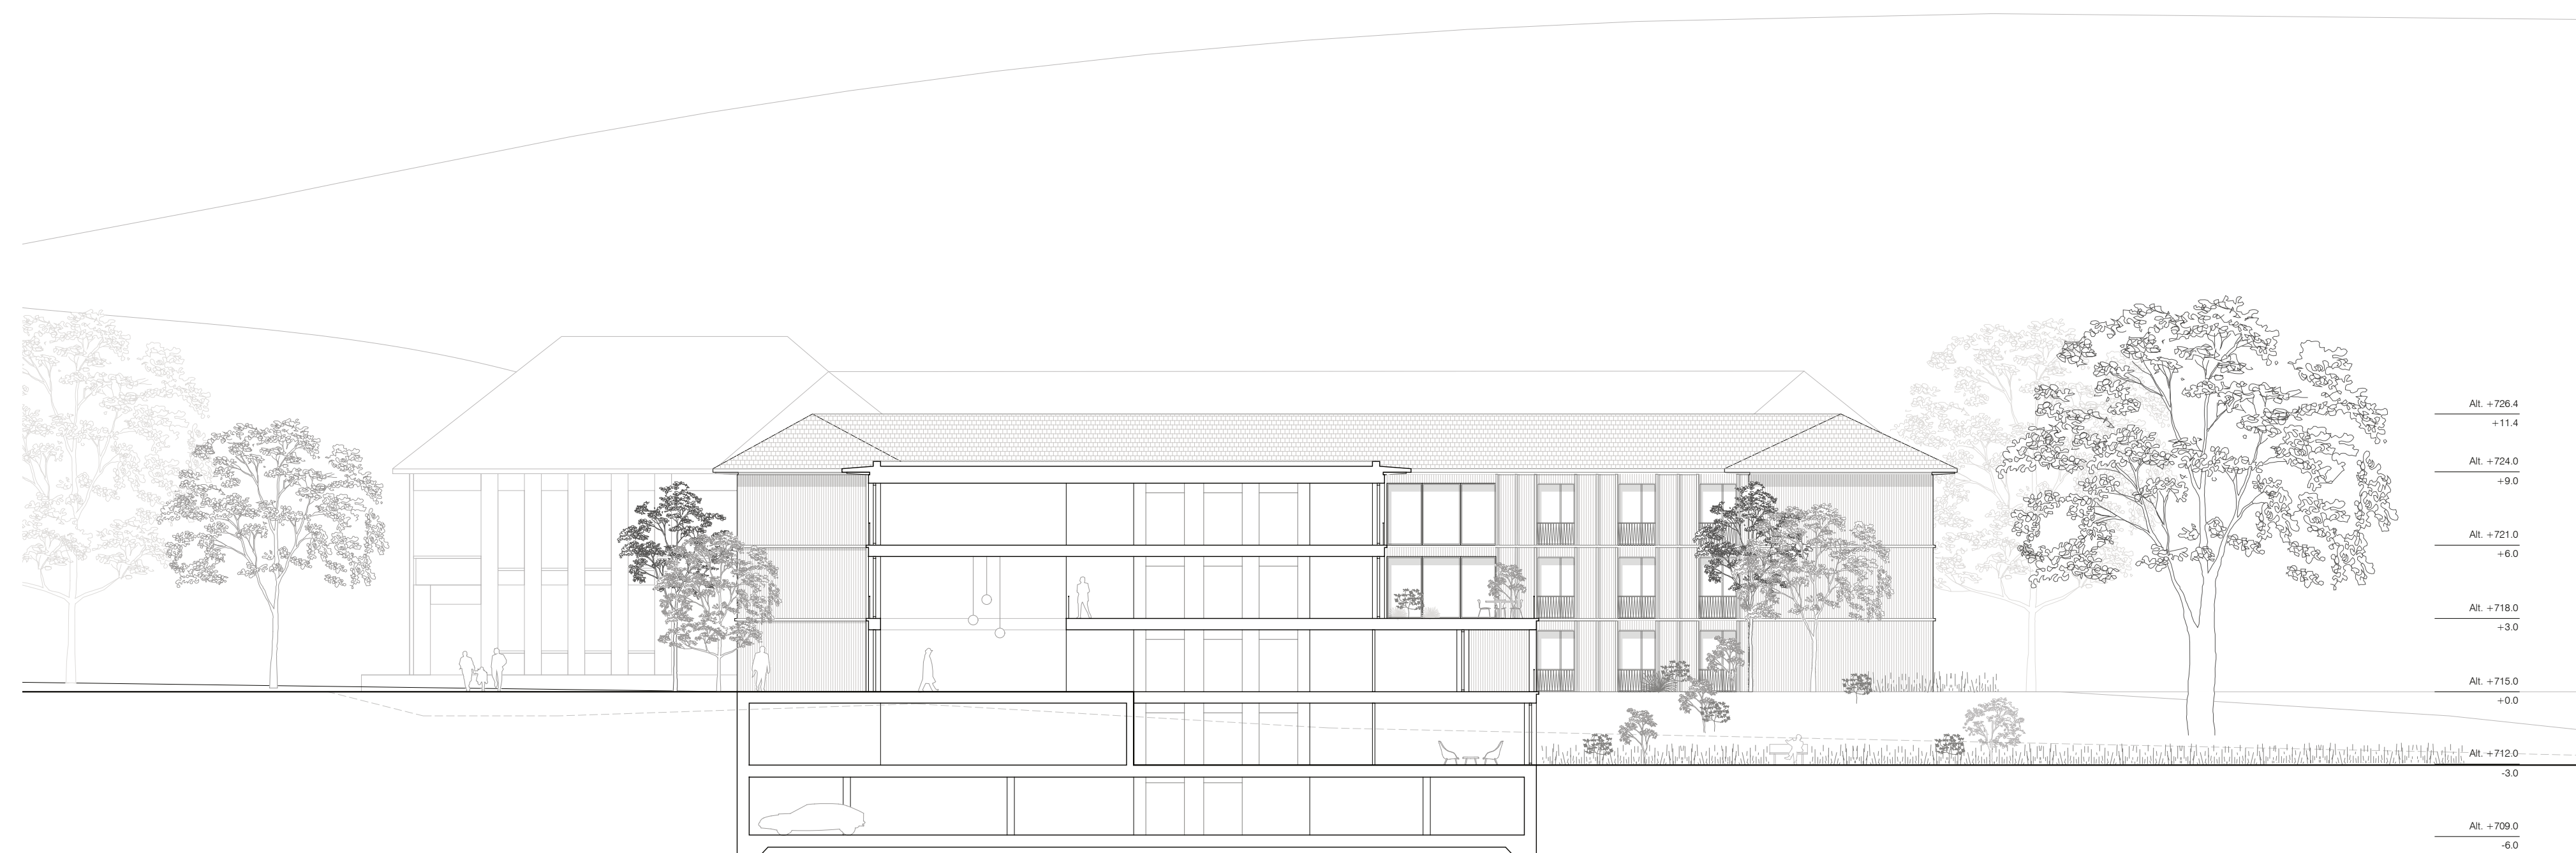 Alt. +726.4
+11.4
Alt. +724.0
+9.0
Alt. +721.0
+6.0
Alt. +718.0
+3.0
Alt. +715.0
+0.0
Alt. +712.0
-3.0
Alt. +709.0
-6.0